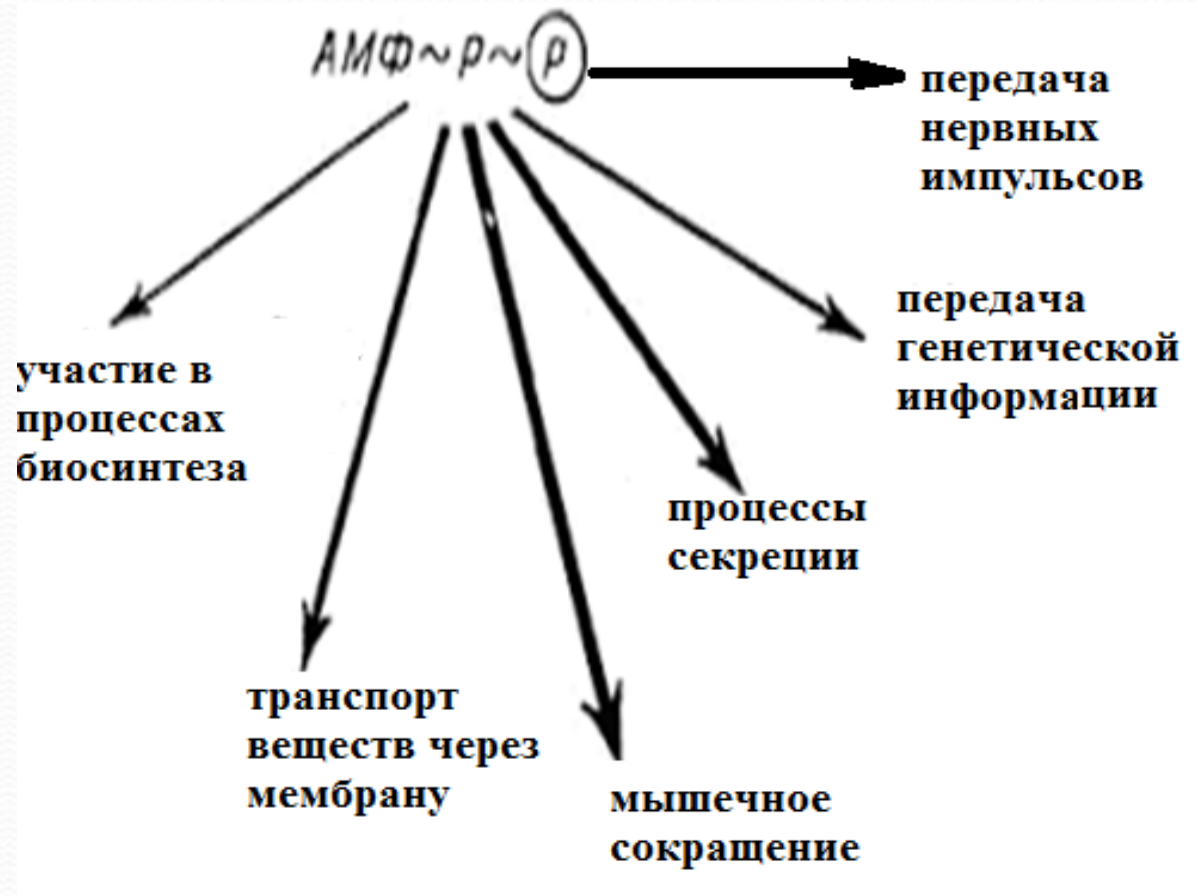 АМФ~Р~Р
передача
нервных
импульсов
передача
генетической
информации
участие в
процессах
биосинтеза
процессы
секреции
транспорт
веществ через
мембрану
мышечное
сокращение